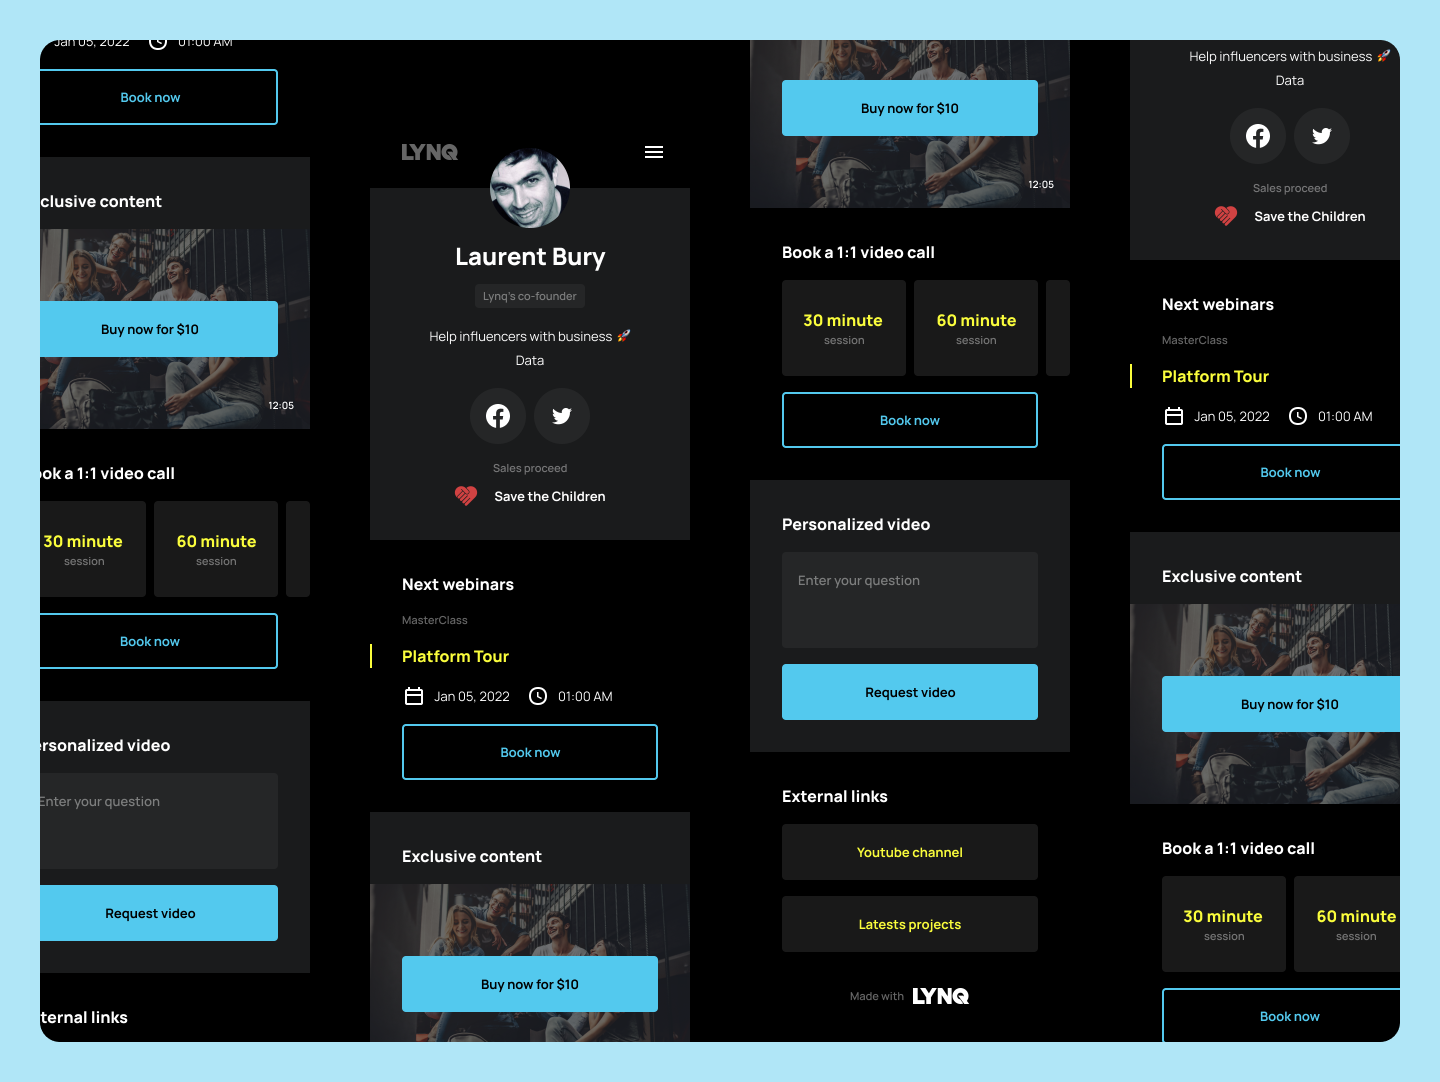 Jan 05, 2022
01:00 AM
Book now
clusive content
Buy now for $10
12:05
ook a 1:1 video call
30 minute
session
60 minute
session
Book now
ersonalized video
Enter your question
Request video
ternal links
LYNQ
Laurent Bury
Lynq's co-founder
Help influencers with business 🚀
Data
Sales proceed
Save the Children
Next webinars
MasterClass
Platform Tour
Jan 05, 2022
01:00 AM
Book now
Exclusive content
Buy now for $10
Buy now for $10
12:05
Book a 1:1 video call
30 minute
session
60 minute
session
Book now
Personalized video
Enter your question
Request video
External links
Youtube channel
Latests projects
Made with LYNQ
Help influencers with business 🚀
Data
Sales proceed
Save the Children
Next webinars
MasterClass
Platform Tour
Jan 05, 2022
01:00 AM
Book now
Exclusive content
Buy now for $10
Book a 1:1 video call
30 minute
session
60 minute
session
Book now